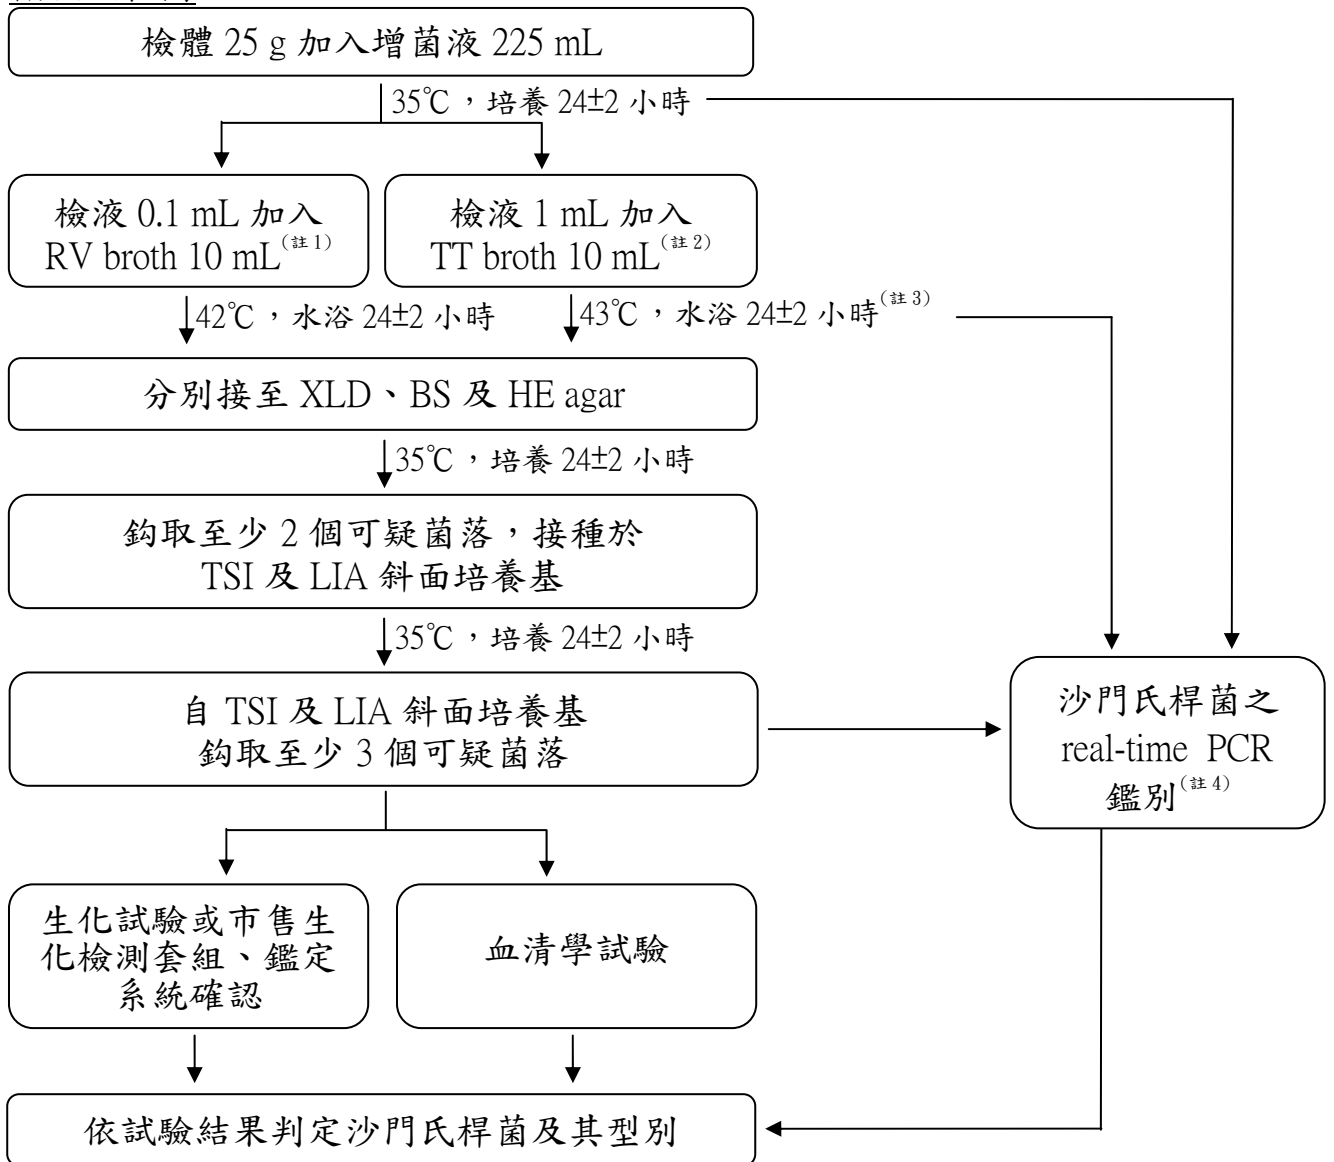 檢體 25 g 加入增菌液 225 mL
35℃，培養 24±2 小時
檢液 0.1 mL 加入
RV broth 10 mL(註 1)
檢液 1 mL 加入
TT broth 10 mL(註 2)
42℃，水浴 24±2 小時
43℃，水浴 24±2 小時(註 3)
分別接至 XLD、BS 及 HE agar
35℃，培養 24±2 小時
鈎取至少 2 個可疑菌落，接種於
TSI 及 LIA 斜面培養基
35℃，培養 24±2 小時
自 TSI 及 LIA 斜面培養基
鈎取至少 3 個可疑菌落
沙門氏桿菌之
real-time PCR
鑑別(註 4)
生化試驗或市售生
化檢測套組、鑑定
系統確認
血清學試驗
依試驗結果判定沙門氏桿菌及其型別